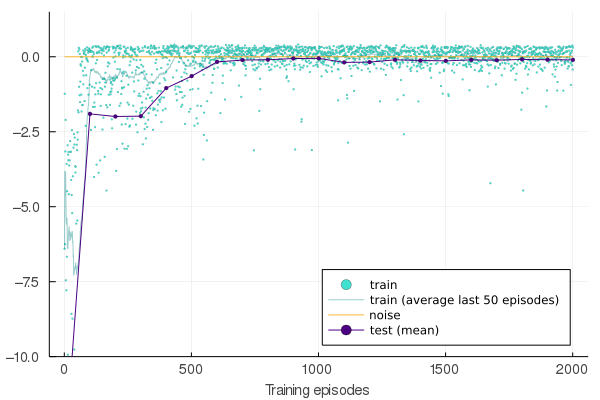 0.0
−2.5
−5.0
−7.5
−10.0
0 500 1000 1500 2000
Training episodes
train
train (average last 50 episodes)
noise
test (mean)